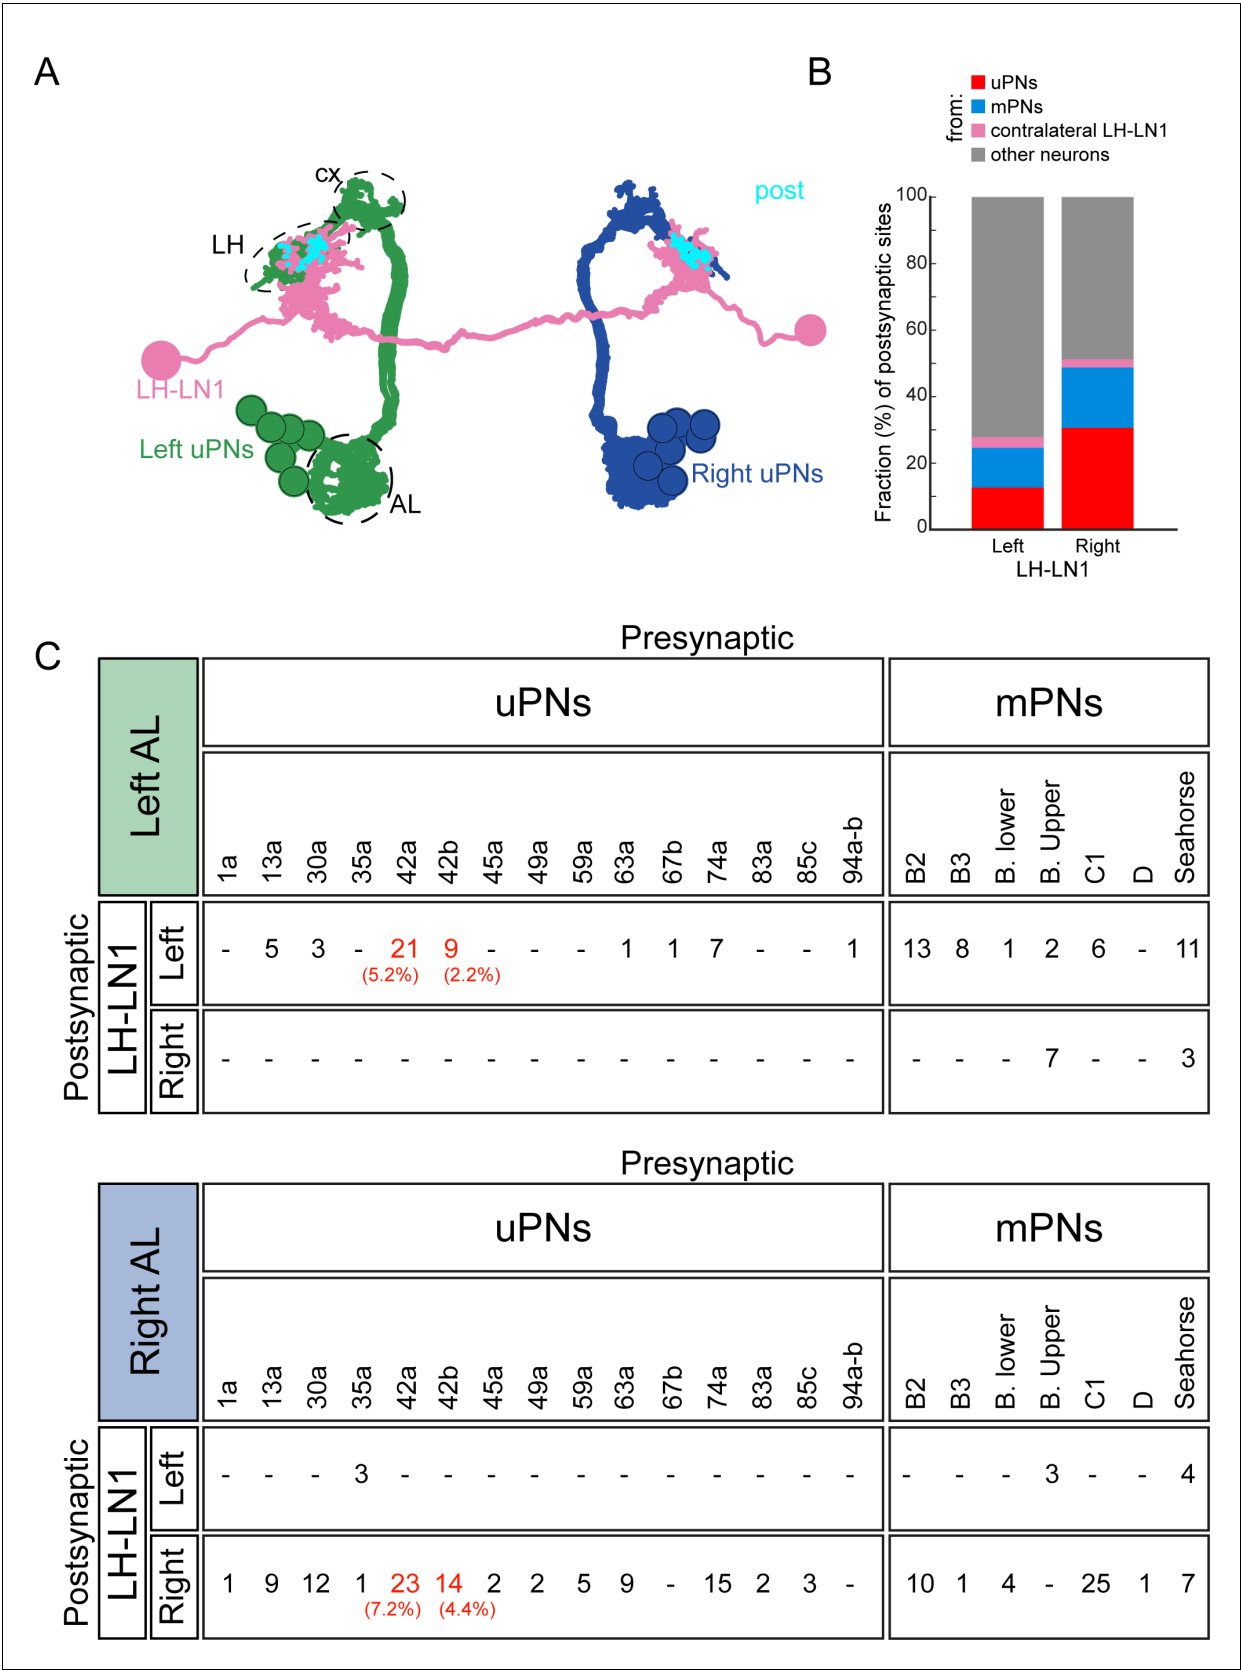 A
cx
LH
post
LH-LN1
Left uPNs
AL
Right uPNs
B
from:
uPNs
mPNs
contralateral LH-LN1
other neurons
Fraction (%) of postsynaptic sites
100
80
60
40
20
0
Left Right
LH-LN1
C
Presynaptic
Left AL
uPNs mPNs
1a 13a 30a 35a 42a 42b 45a 49a 59a 63a 67b 74a 83a 85c 94a-b B2 B3 B. lower B. Upper C1 D Seahorse
Postsynaptic
LH-LN1
Left - 5 3 - 21 9 - - - 1 1 7 - - 1 13 8 1 2 6 - 11
(5.2%) (2.2%)
Right - - - - - - - - - - - - - - - - - - 7 - - 3
Presynaptic
Right AL
uPNs mPNs
1a 13a 30a 35a 42a 42b 45a 49a 59a 63a 67b 74a 83a 85c 94a-b B2 B3 B. lower B. Upper C1 D Seahorse
Postsynaptic
LH-LN1
Left - - - 3 - - - - - - - - - - - - - - 3 - - 4
Right 1 9 12 1 23 14 2 2 5 9 - 15 2 3 - 10 1 4 - 25 1 7
(7.2%) (4.4%)